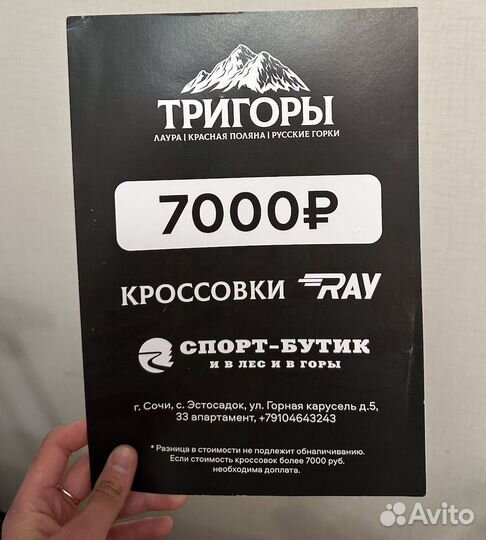 ТРИГОРЫ
ЛАУРА | КРАСНАЯ ПОЛЯНА | РУССКИЕ ГОРКИ
7000₽
КРОССОВКИ RAY
СПОРТ-БУТИК
И В ЛЕС И В ГОРЫ
г. Сочи, с. Эстосадок, ул. Горная карусель д.5,
33 апартамент, +79104643243
* Разница в стоимости не подлежит обналичиванию.
Если стоимость кроссовок более 7000 руб.
необходима доплата.
Avito